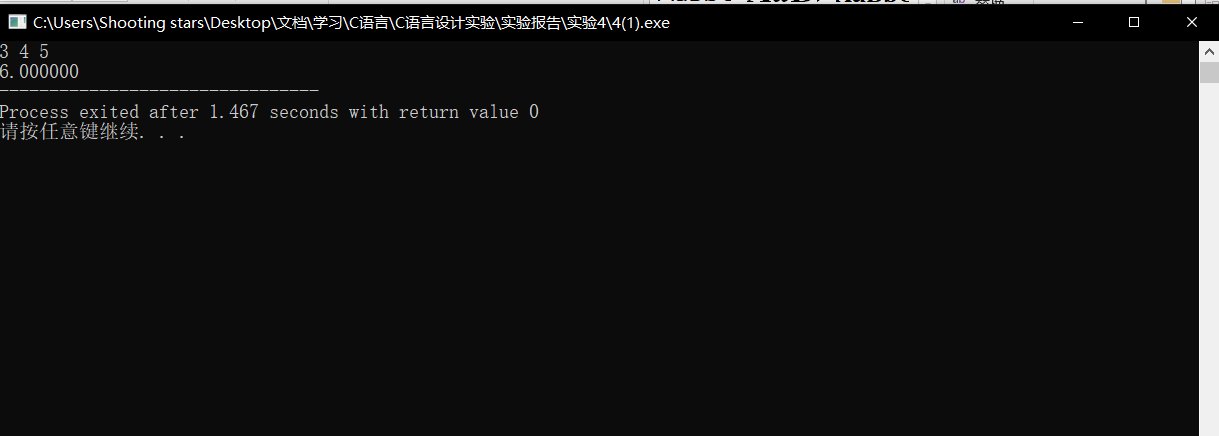 C:\Users\Shooting stars\Desktop\文档\学习\C语言\C语言设计实验\实验报告\实验4\4(1).exe
3 4 5
6.000000
--------------------------------
Process exited after 1.467 seconds with return value 0
请按任意键继续. . .